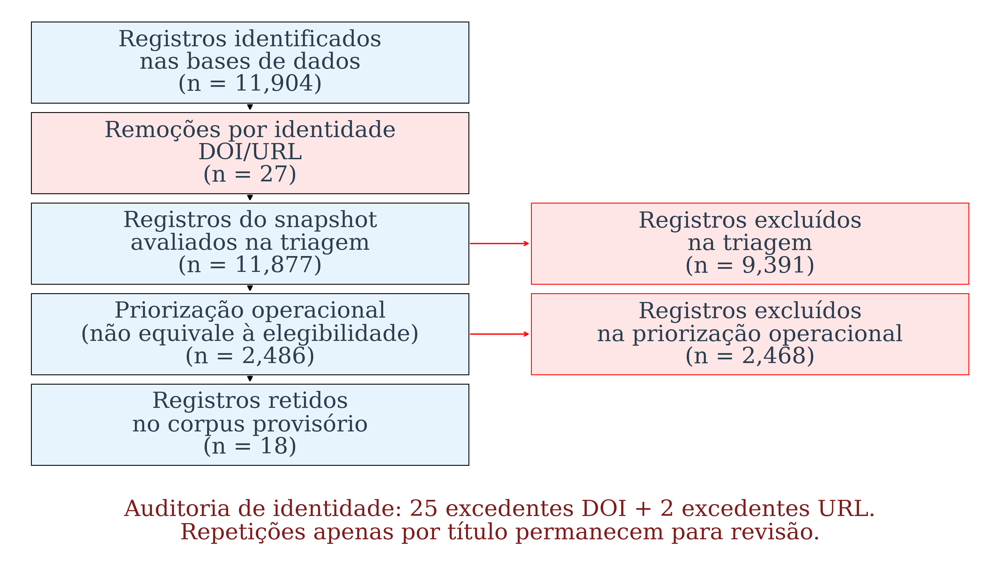 Registros identificados
nas bases de dados
(n = 11,904)
Remoções por identidade
DOI/URL
(n = 27)
Registros do snapshot
avaliados na triagem
(n = 11,877)
Registros excluídos
na triagem
(n = 9,391)
Priorização operacional
(não equivale à elegibilidade)
(n = 2,486)
Registros excluídos
na priorização operacional
(n = 2,468)
Registros retidos
no corpus provisório
(n = 18)
Auditoria de identidade: 25 excedentes DOI + 2 excedentes URL.
Repetições apenas por título permanecem para revisão.